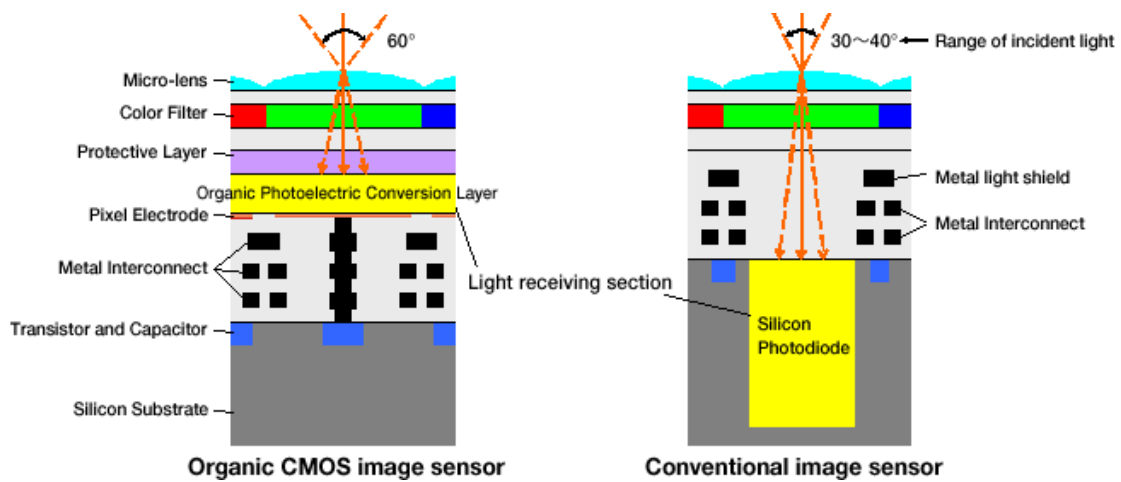 60°
30～40°
Range of incident light
Micro-lens
Color Filter
Protective Layer
Organic Photoelectric Conversion Layer
Pixel Electrode
Metal Interconnect
Transistor and Capacitor
Silicon Substrate
Light receiving section
Metal light shield
Metal Interconnect
Silicon
Photodiode
Organic CMOS image sensor
Conventional image sensor